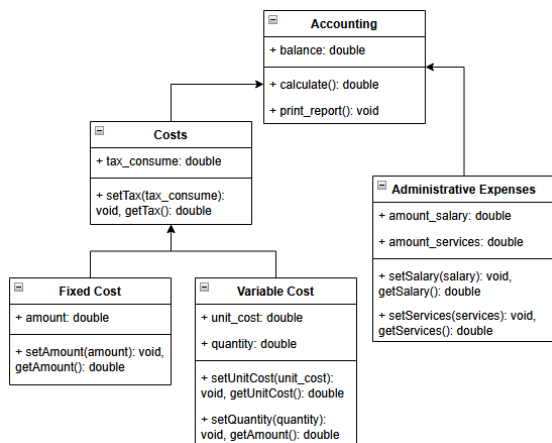 Accounting
+ balance: double
+ calculate(): double
+ print_report(): void
Costs
+ tax_consume: double
+ setTax(tax_consume):
void, getTax(): double
Administrative Expenses
+ amount_salary: double
+ amount_services: double
+ setSalary(salary): void,
getSalary(): double
+ setServices(services): void,
getServices(): double
Fixed Cost
+ amount: double
+ setAmount(amount): void,
getAmount(): double
Variable Cost
+ unit_cost: double
+ quantity: double
+ setUnitCost(unit_cost):
void, getUnitCost(): double
+ setQuantity(quantity):
void, getAmount(): double